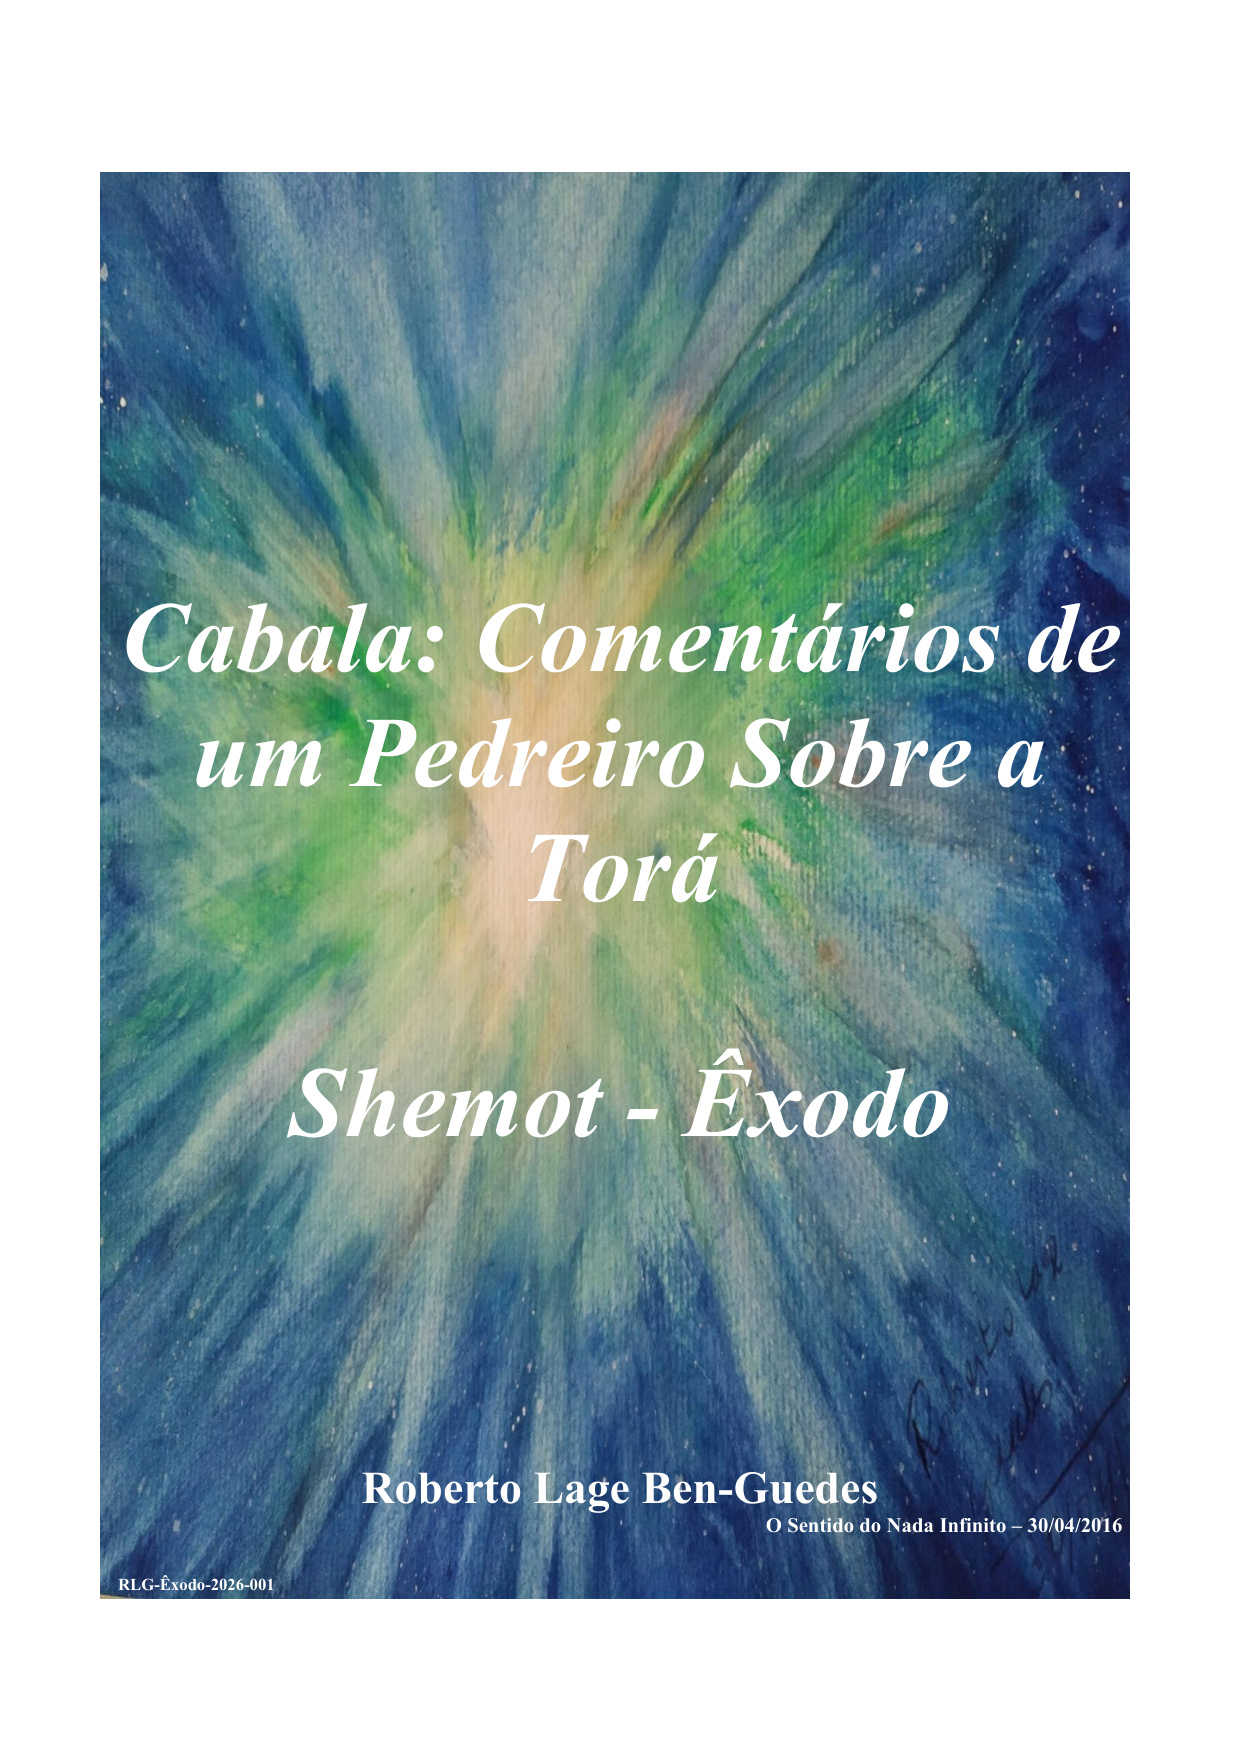 Cabala: Comentários de
um Pedreiro Sobre a
Torá
Shemot - Êxodo
Roberto Lage Ben-Guedes
O Sentido do Nada Infinito – 30/04/2016
RLG-Êxodo-2026-001
Roberto